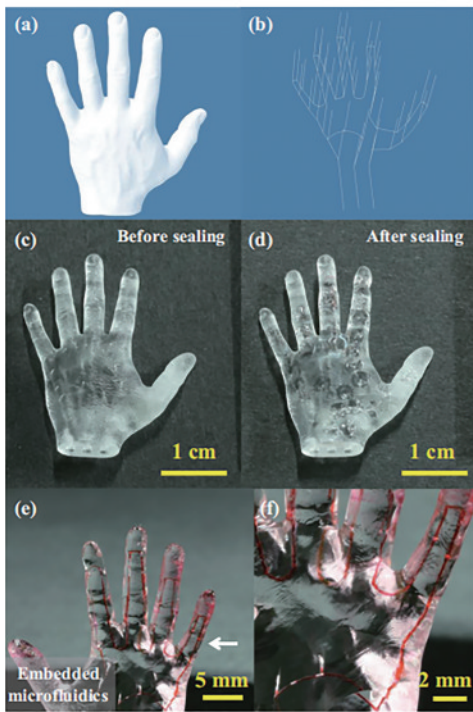 (a)
(b)
(c)
Before sealing
(d)
After sealing
1 cm
1 cm
(e)
Embedded
microfluidics
5 mm
(f)
2 mm